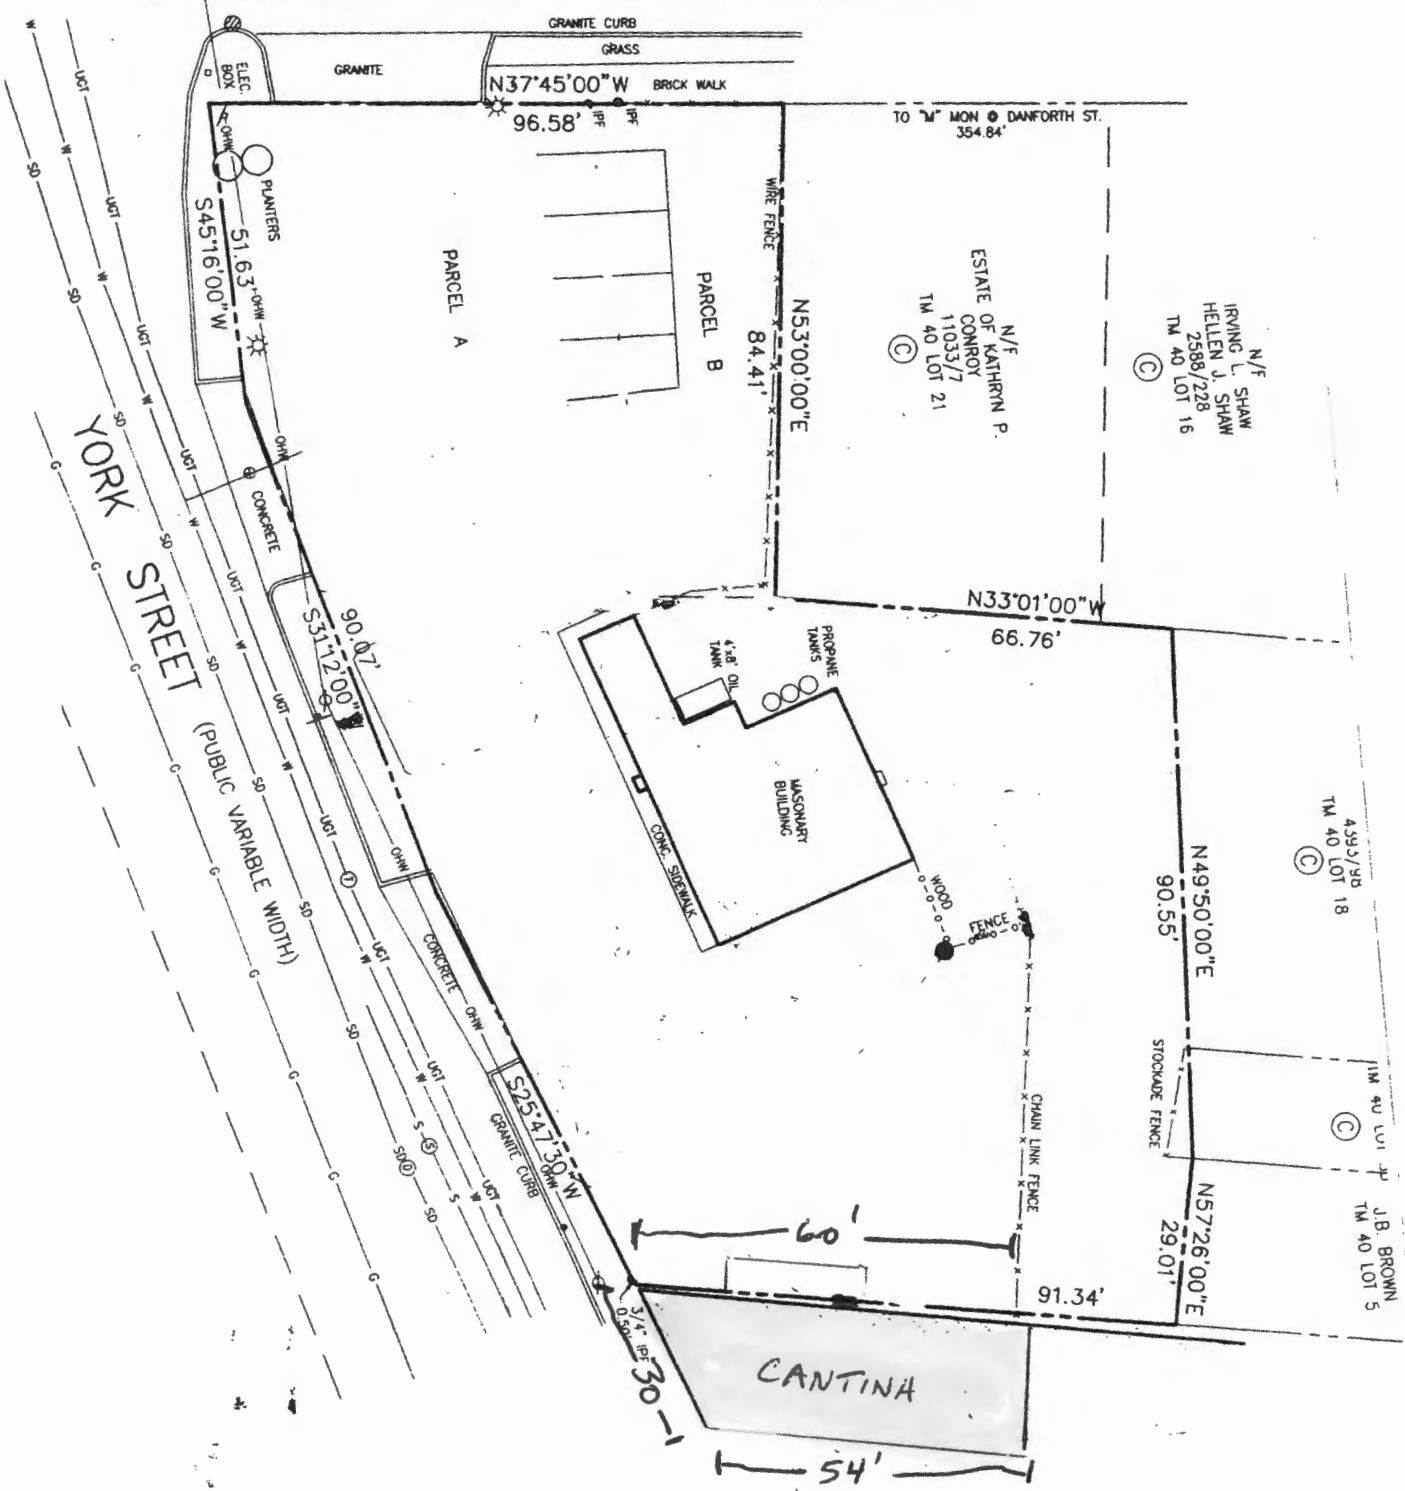 GRANITE CURB
GRASS
GRANITE
BRICK WALK
ELEC.
BOX
N37°45'00"W
96.58'
IPF
IPF
TO "M" MON @ DANFORTH ST.
354.84'
OHW
PLANTERS
51.63'
S45°16'00"W
OHW
PARCEL A
PARCEL B
WIRE FENCE
N53°00'00"E
84.41'
N/F
ESTATE OF KATHRYN P.
CONROY
11033/7
TM 40 LOT 21
C
N/F
IRVING L. SHAW
HELLEN J. SHAW
2588/228
TM 40 LOT 16
C
N33°01'00"W
66.76'
OHW
CONCRETE
90.07'
S31°12'00"W
YORK STREET (PUBLIC VARIABLE WIDTH)
4'x8' OIL
TANK
PROPANE
TANKS
MASONARY
BUILDING
CONC. SIDEWALK
WOOD
FENCE
N49°50'00"E
90.55'
TM 40 LOT 18
C
STOCKADE FENCE
CHAIN LINK FENCE
C
N57°26'00"E
29.01'
J.B. BROWN
TM 40 LOT 5
OHW
CONCRETE
OHW
S25°47'30"W
OHW
GRANITE CURB
60'
91.34'
3/4" IPF
30
CANTINA
54'
W
UGT
SD
G
S
T
S
D